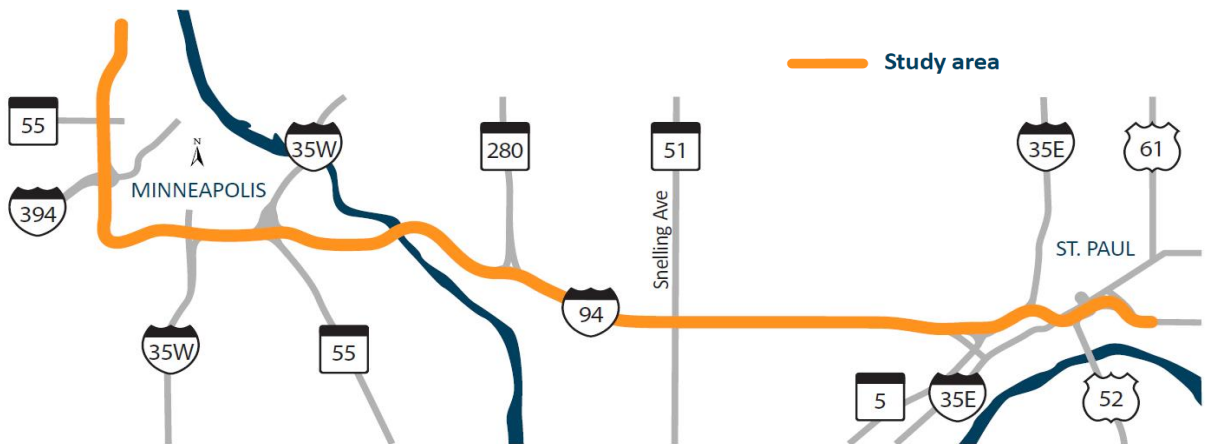 Study area
55
35W
280
51
35E
61
N
MINNEAPOLIS
394
Snelling Ave
ST. PAUL
94
35W
55
5
35E
52